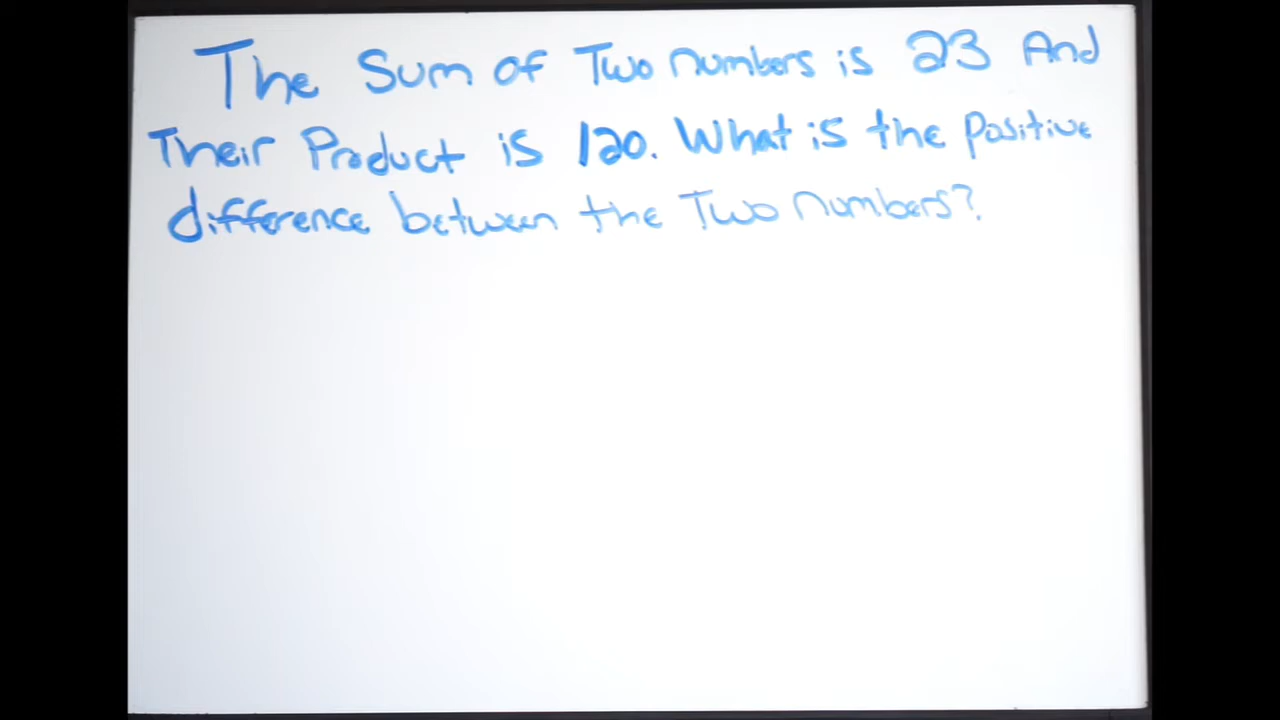 The Sum of Two numbers is 23 And
Their Product is 120. What is the positive
difference between the Two numbers?